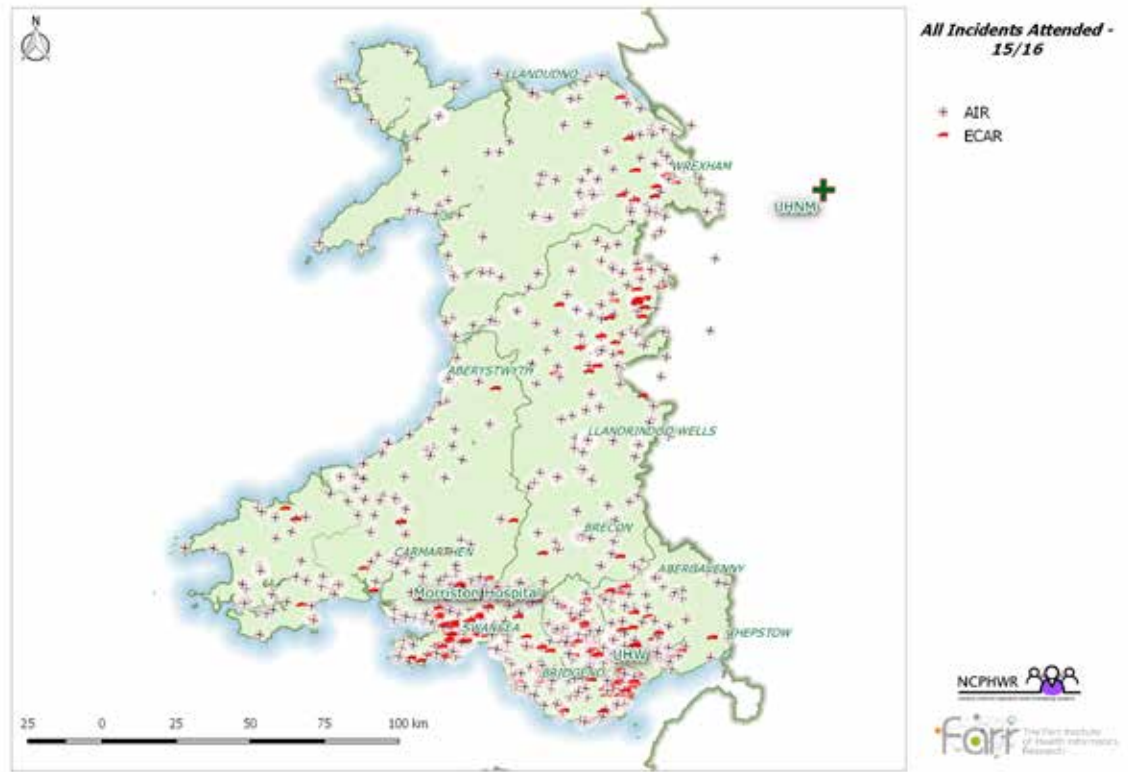 N
All Incidents Attended -
15/16
AIR
ECAR
LLANDUDNO
WREXHAM
UHNM
ABERYSTWYTH
LLANDRINDOD WELLS
BRECON
CARMARTHEN
ABERGAVENNY
Morriston Hospital
SWANSEA
CHEPSTOW
UHW
BRIDGEND
25 0 25 50 75 100 km
NCPHWR
Farr
The Farr Institute
of Health Informatics
Research